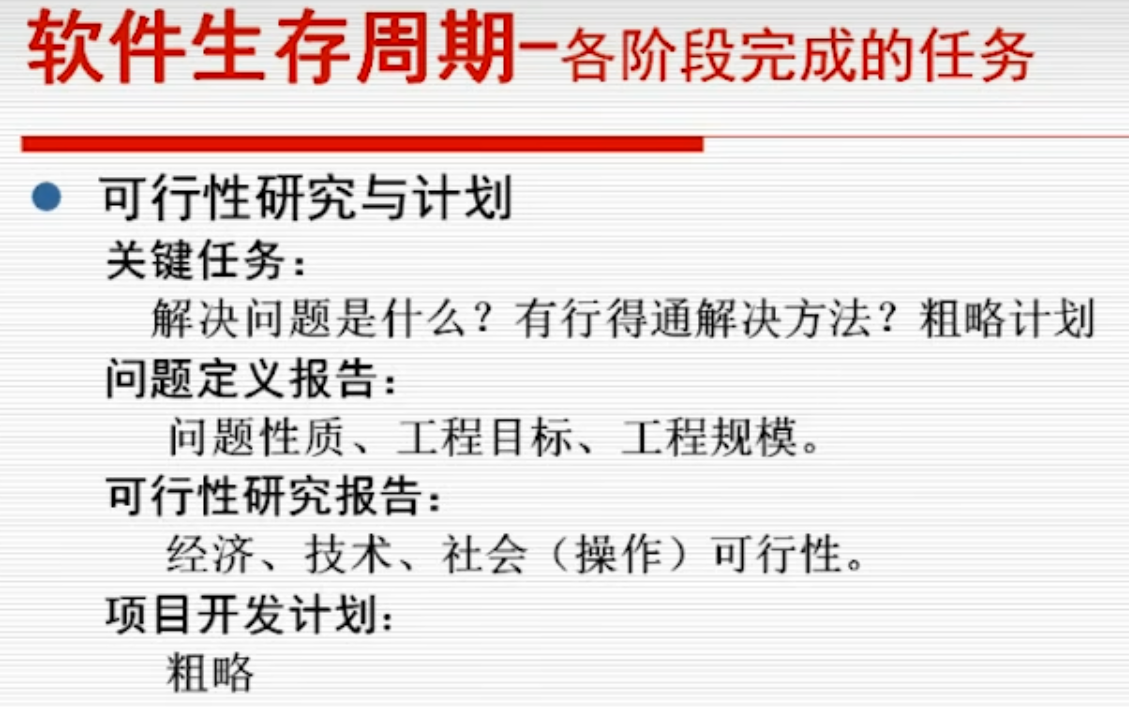 软件生存周期-各阶段完成的任务
可行性研究与计划
关键任务：
解决问题是什么？有行得通解决方法？粗略计划
问题定义报告：
问题性质、工程目标、工程规模。
可行性研究报告：
经济、技术、社会（操作）可行性。
项目开发计划：
粗略